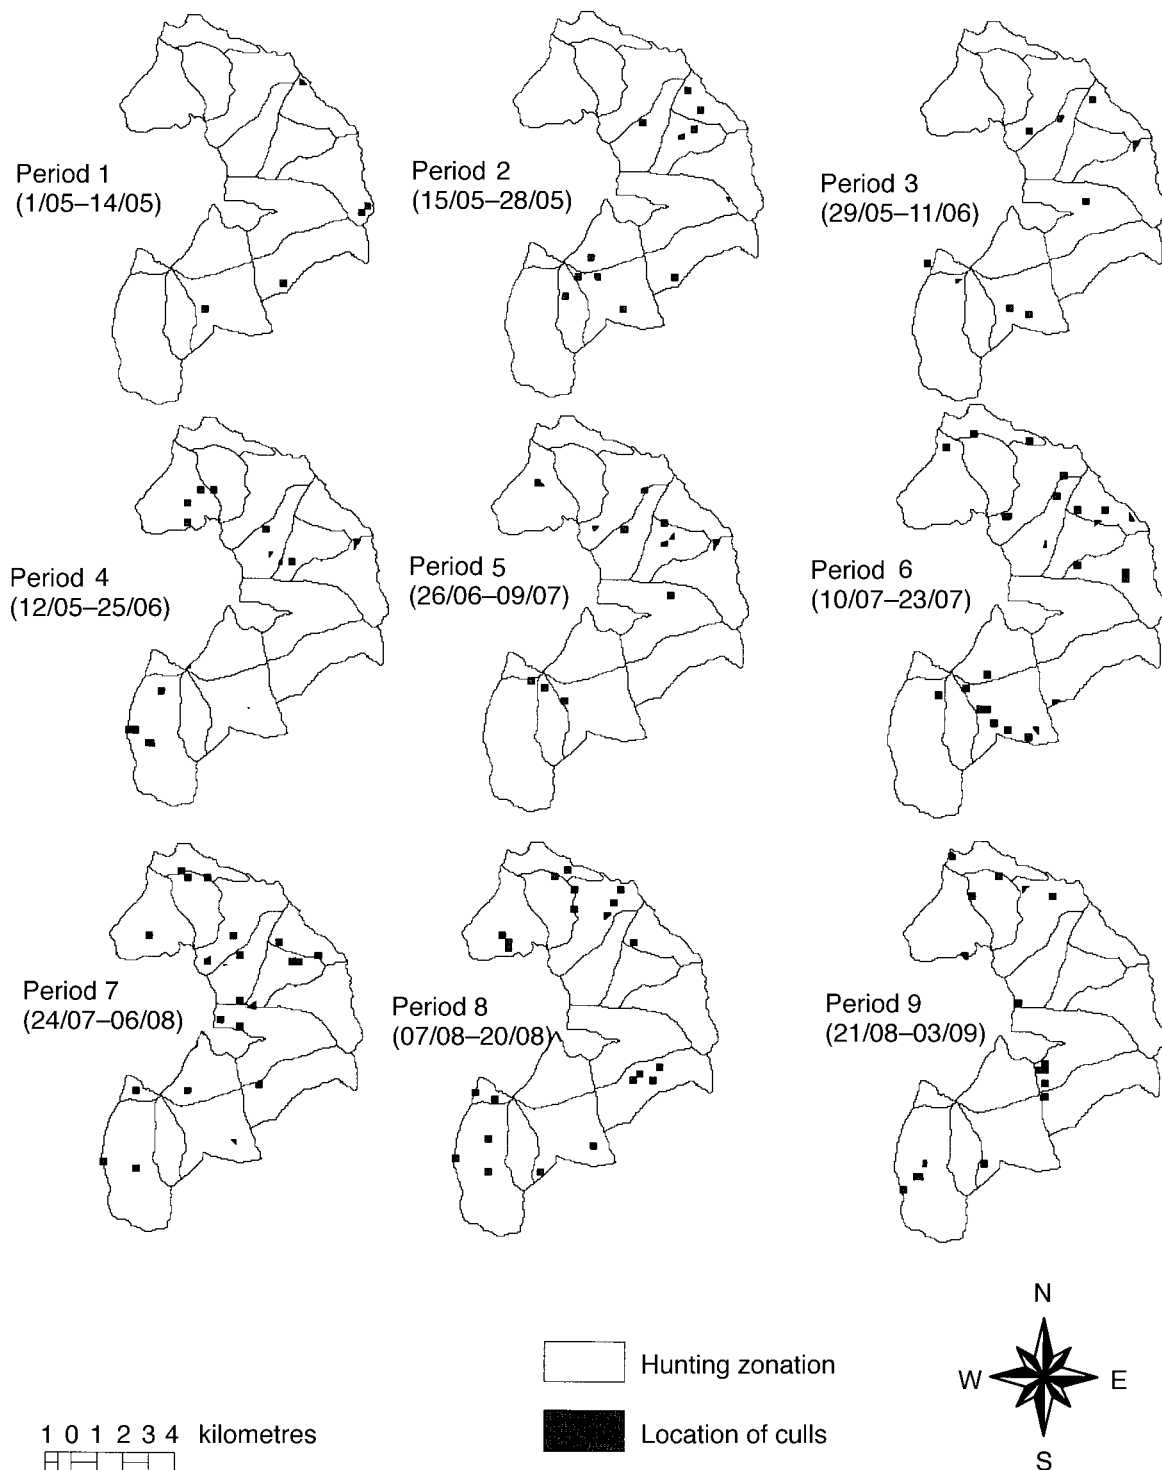 Period 1
(1/05–14/05)
Period 2
(15/05–28/05)
Period 3
(29/05–11/06)
Period 4
(12/05–25/06)
Period 5
(26/06–09/07)
Period 6
(10/07–23/07)
Period 7
(24/07–06/08)
Period 8
(07/08–20/08)
Period 9
(21/08–03/09)
N
W E
S
Hunting zonation
Location of culls
1 0 1 2 3 4 kilometres